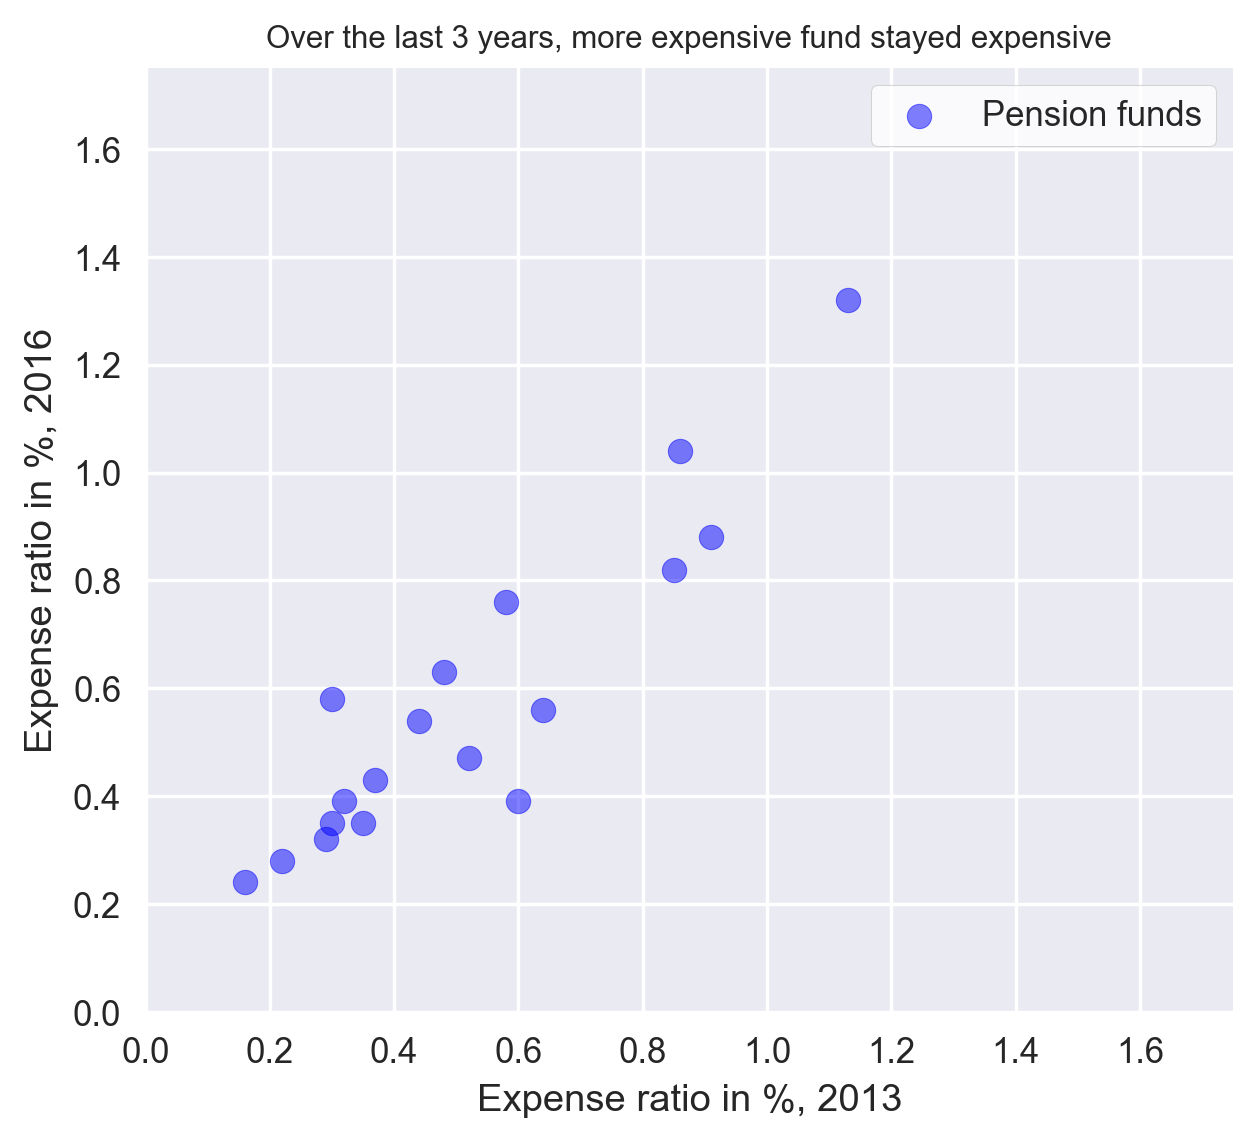 Over the last 3 years, more expensive fund stayed expensive
Pension funds
Expense ratio in %, 2016
1.6
1.4
1.2
1.0
0.8
0.6
0.4
0.2
0.0
0.0 0.2 0.4 0.6 0.8 1.0 1.2 1.4 1.6
Expense ratio in %, 2013